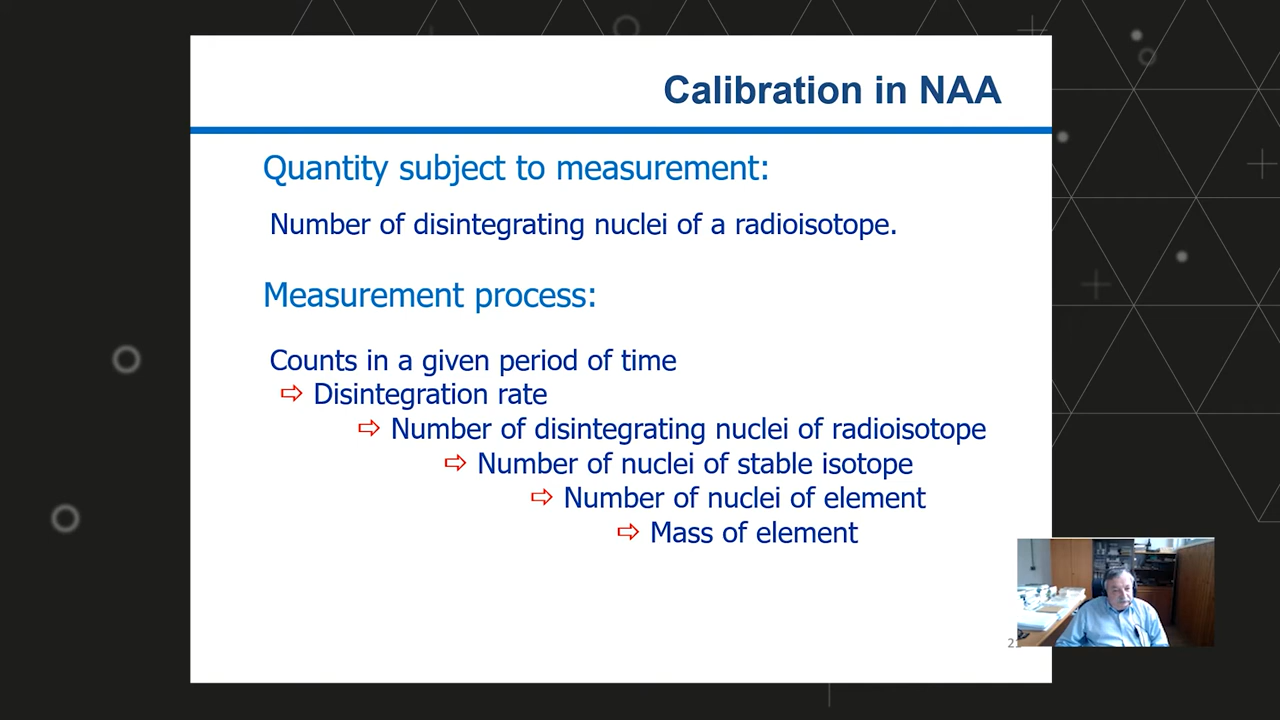 Calibration in NAA
Quantity subject to measurement:
Number of disintegrating nuclei of a radioisotope.
Measurement process:
Counts in a given period of time
⇨ Disintegration rate
⇨ Number of disintegrating nuclei of radioisotope
⇨ Number of nuclei of stable isotope
⇨ Number of nuclei of element
⇨ Mass of element